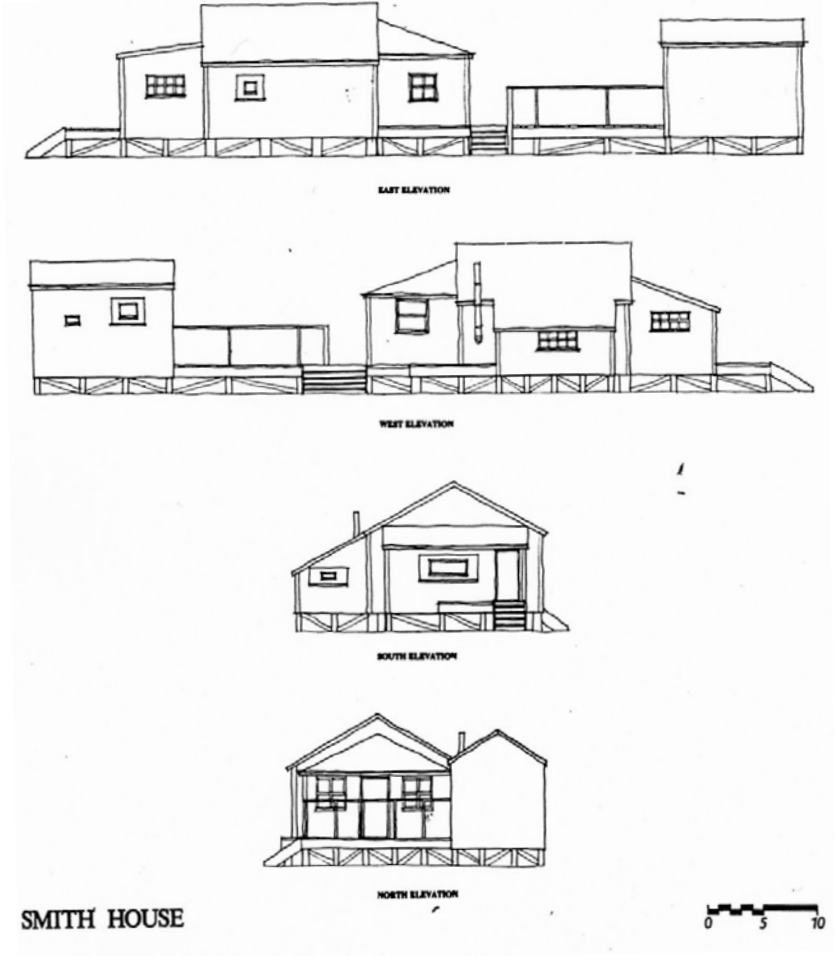 EAST ELEVATION
WEST ELEVATION
SOUTH ELEVATION
NORTH ELEVATION
SMITH HOUSE
0 5 10